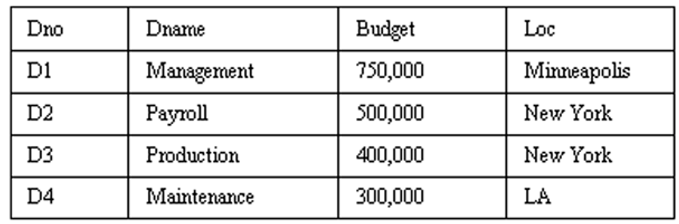 Dno Dname Budget Loc
D1 Management 750,000 Minneapolis
D2 Payroll 500,000 New York
D3 Production 400,000 New York
D4 Maintenance 300,000 LA